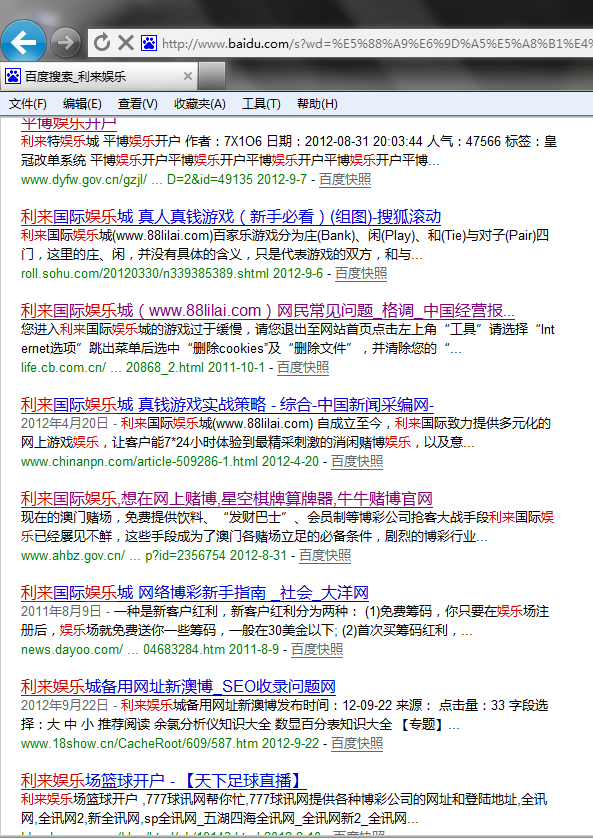 http://www.baidu.com/s?wd=%E5%88%A9%E6%9D%A5%E5%A8%B1%E4%
百度搜索_利来娱乐
文件(F) 编辑(E) 查看(V) 收藏夹(A) 工具(T) 帮助(H)
平博娱乐开户
利来特娱乐城 平博娱乐开户 作者：7X1O6 日期：2012-08-31 20:03:44 人气：47566 标签：皇
冠改单系统 平博娱乐开户平博娱乐开户平博娱乐开户平博娱乐开户平博...
www.dyfw.gov.cn/gzjl/ ... D=2&id=49135 2012-9-7 - 百度快照
利来国际娱乐城 真人真钱游戏（新手必看）(组图)-搜狐滚动
利来国际娱乐城(www.88lilai.com)百家乐游戏分为庄(Bank)、闲(Play)、和(Tie)与对子(Pair)四
门，这里的庄、闲，并没有具体的含义，只是代表游戏的双方，和与...
roll.sohu.com/20120330/n339385389.shtml 2012-9-6 - 百度快照
利来国际娱乐城（www.88lilai.com）网民常见问题_格调_中国经营报...
您进入利来国际娱乐城的游戏过于缓慢，请您退出至网站首页点击左上角“工具”请选择“Int
ernet选项”跳出菜单后选中“删除cookies”及“删除文件”，并清除您的“...
life.cb.com.cn/ ... 20868_2.html 2011-10-1 - 百度快照
利来国际娱乐城 真钱游戏实战策略 - 综合-中国新闻采编网-
2012年4月20日 - 利来国际娱乐城(www.88lilai.com) 自成立至今，利来国际致力提供多元化的
网上游戏娱乐，让客户能7*24小时体验到最精采刺激的消闲赌博娱乐，以及意...
www.chinanpn.com/article-509286-1.html 2012-4-20 - 百度快照
利来国际娱乐,想在网上赌博,星空棋牌算牌器,牛牛赌博官网
现在的澳门赌场，免费提供饮料、“发财巴士”、会员制等博彩公司抢客大战手段利来国际娱
乐已经屡见不鲜，这些手段成为了澳门各赌场立足的必备条件，剧烈的博彩行业...
www.ahbz.gov.cn/ ... p?id=2356754 2012-8-31 - 百度快照
利来国际娱乐城 网络博彩新手指南 _社会_大洋网
2011年8月9日 - 一种是新客户红利，新客户红利分为两种： (1)免费筹码，你只要在娱乐场注
册后，娱乐场就免费送你一些筹码，一般在30美金以下; (2)首次买筹码红利，...
news.dayoo.com/ ... 04683284.htm 2011-8-9 - 百度快照
利来娱乐城备用网址新澳博_SEO收录问题网
2012年9月22日 - 利来娱乐城备用网址新澳博发布时间：12-09-22 来源： 点击量：33 字段选
择：大 中 小 推荐阅读 余氯分析仪知识大全 数显百分表知识大全 【专题】...
www.18show.cn/CacheRoot/609/587.htm 2012-9-22 - 百度快照
利来娱乐场篮球开户 - 【天下足球直播】
利来娱乐场篮球开户 ,777球讯网帮你忙,777球讯网提供各种博彩公司的网址和登陆地址,全讯
网,全讯网2,新全讯网,sp全讯网_五湖四海全讯网_全讯网新2_全讯网...